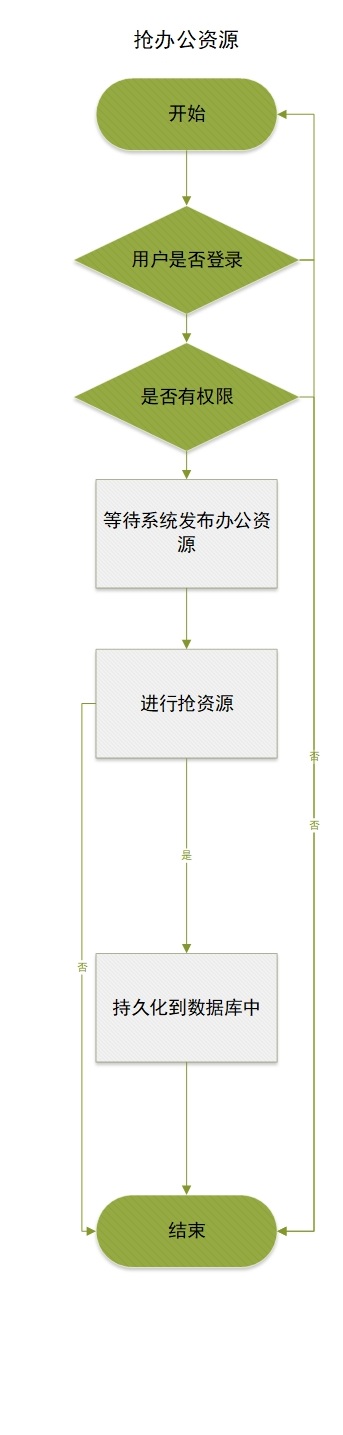 抢办公资源
开始
用户是否登录
是否有权限
等待系统发布办公资
源
进行抢资源
否
否
是
否
持久化到数据库中
结束